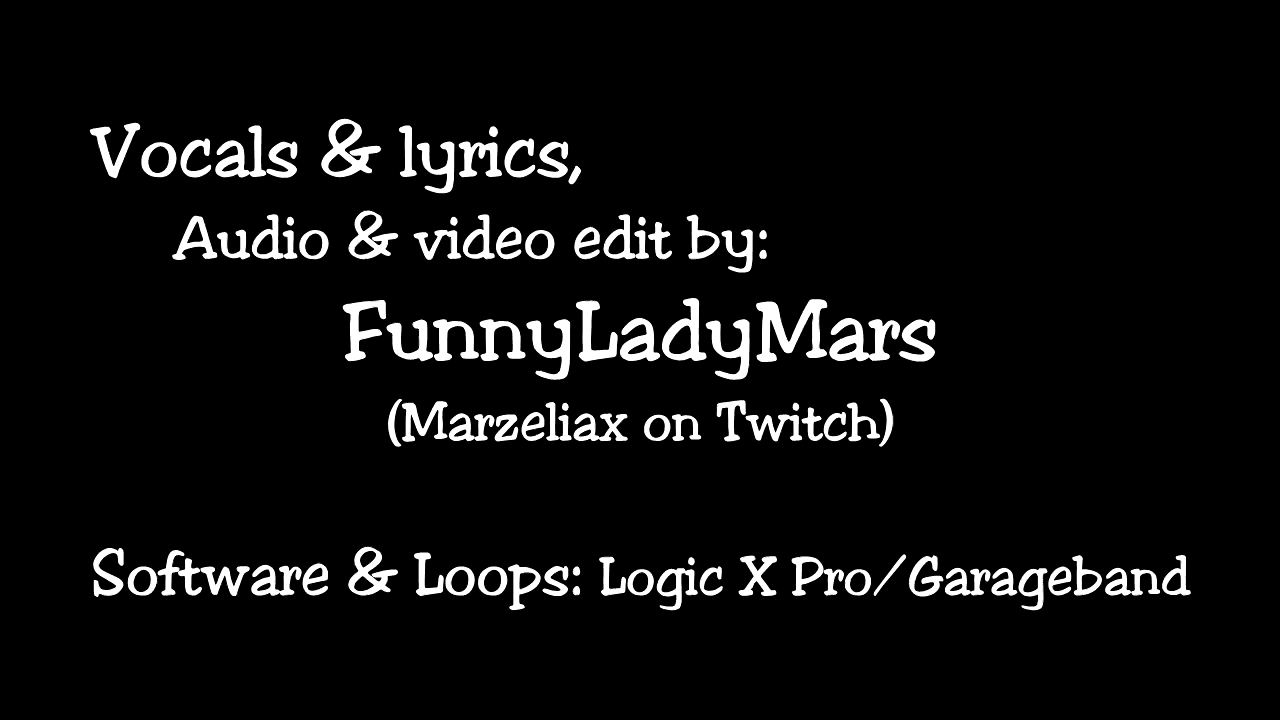 Vocals & lyrics,
Audio & video edit by:
FunnyLadyMars
(Marzeliax on Twitch)
Software & Loops: Logic X Pro/Garageband